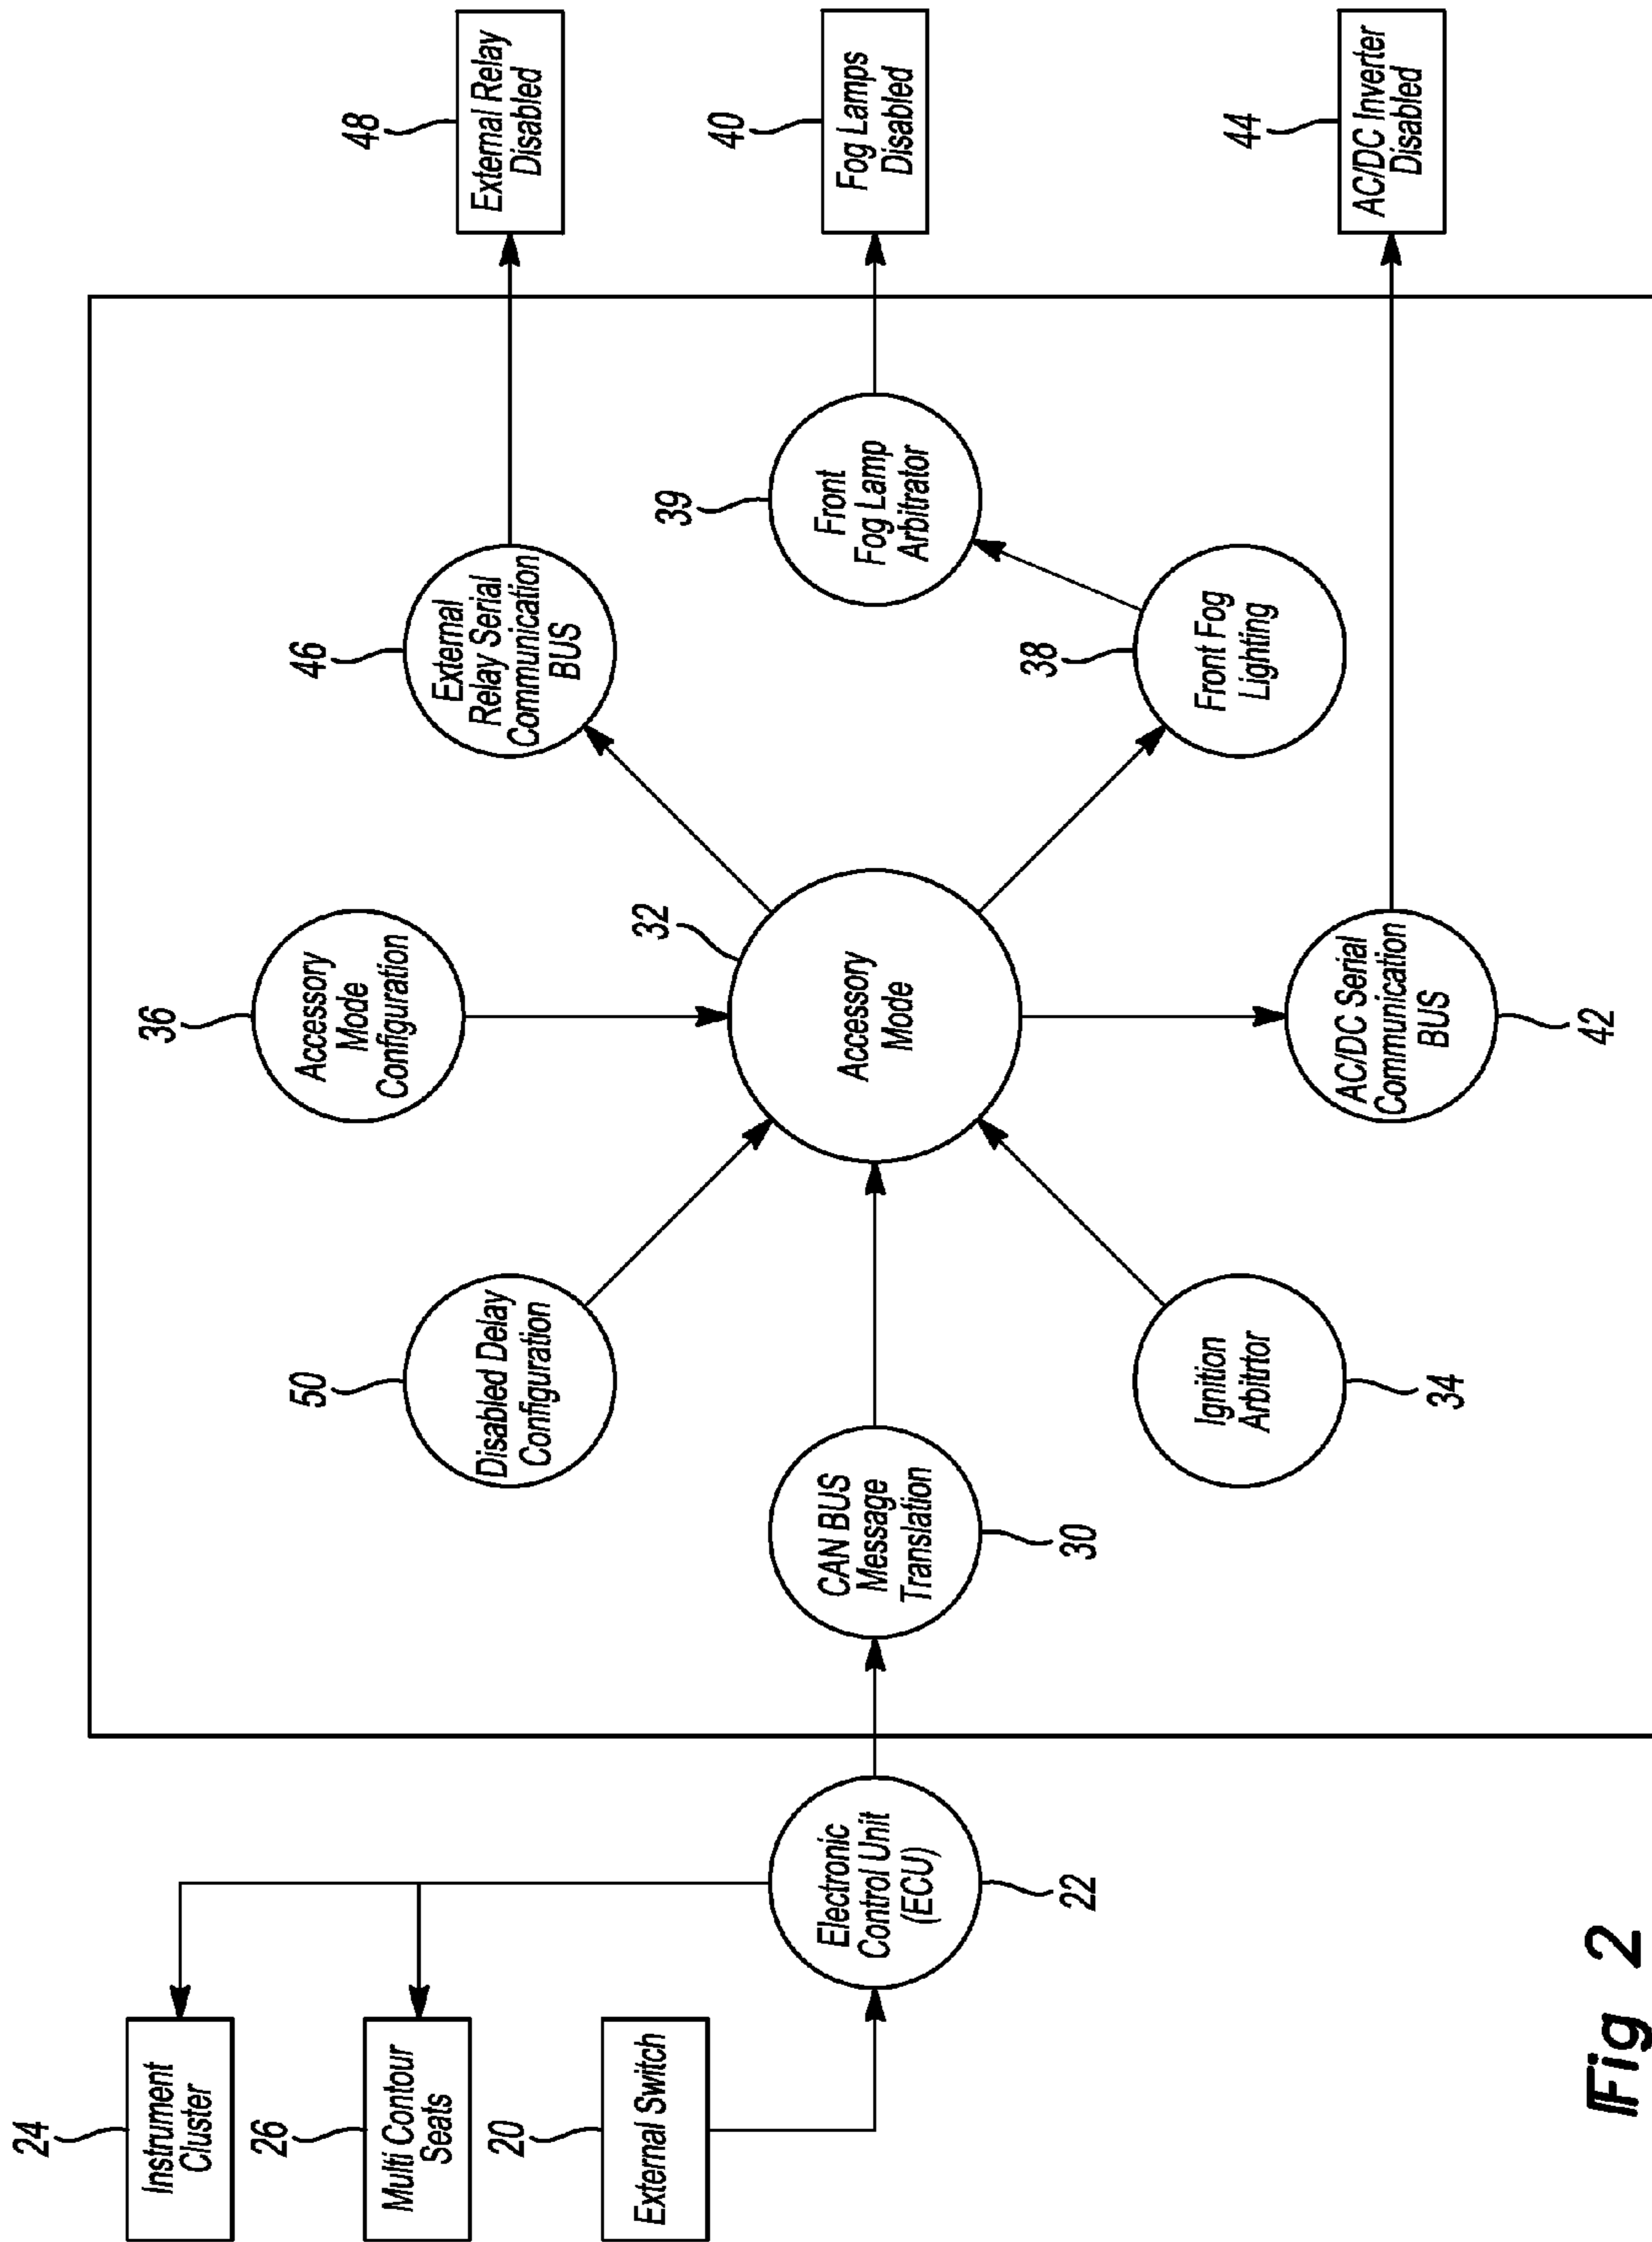 24
Instrument
Cluster
26
Multi Contour
Seats
20
External Switch
Electronic
Control Unit
(ECU)
22
CAN BUS
Message
Translation
30
50
Disabled Delay
Configuration
Ignition
Arbitrtor
34
36
Accessory
Mode
Configuration
32
Accessory
Mode
AC/DC Serial
Communication
BUS
42
46
External
Relay Serial
Communication
BUS
38
Front Fog
Lighting
39
Front
Fog Lamp
Arbitrator
48
External Relay
Disabled
40
Fog Lamps
Disabled
44
AC/DC Inverter
Disabled
Fig 2